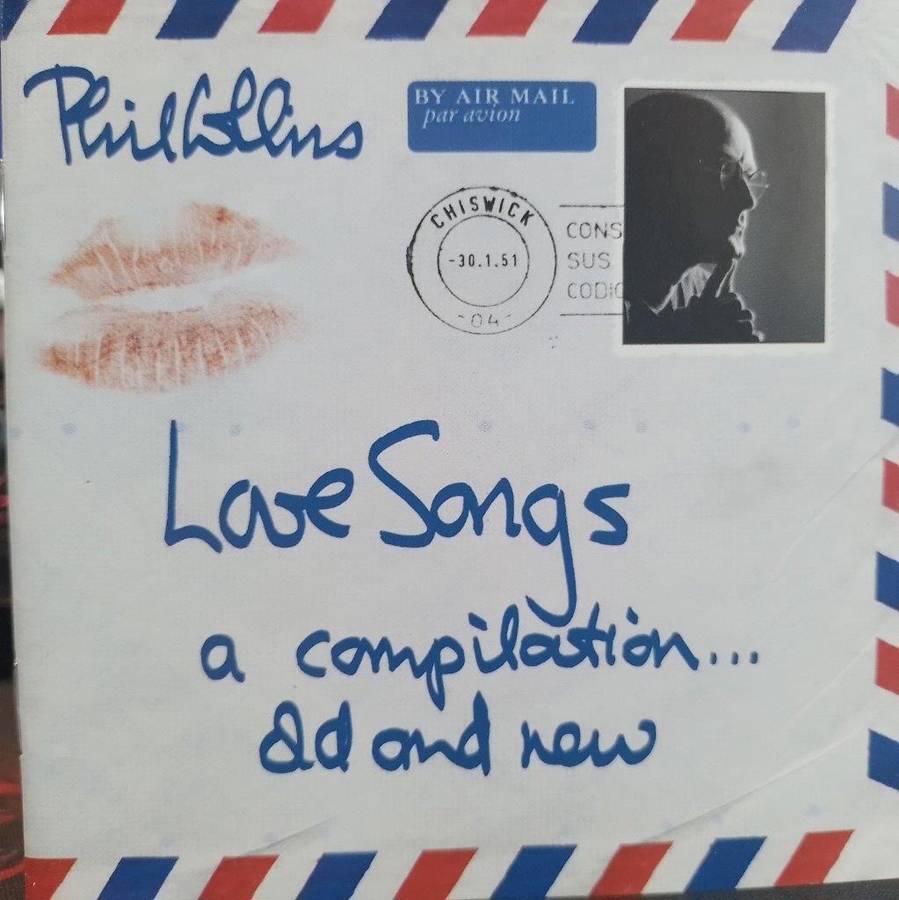 Phil Collins
BY AIR MAIL
par avion
CHISWICK
-30.1.51
-04-
CONS
SUS
CODIC
Love Songs
a compilation...
Old and new